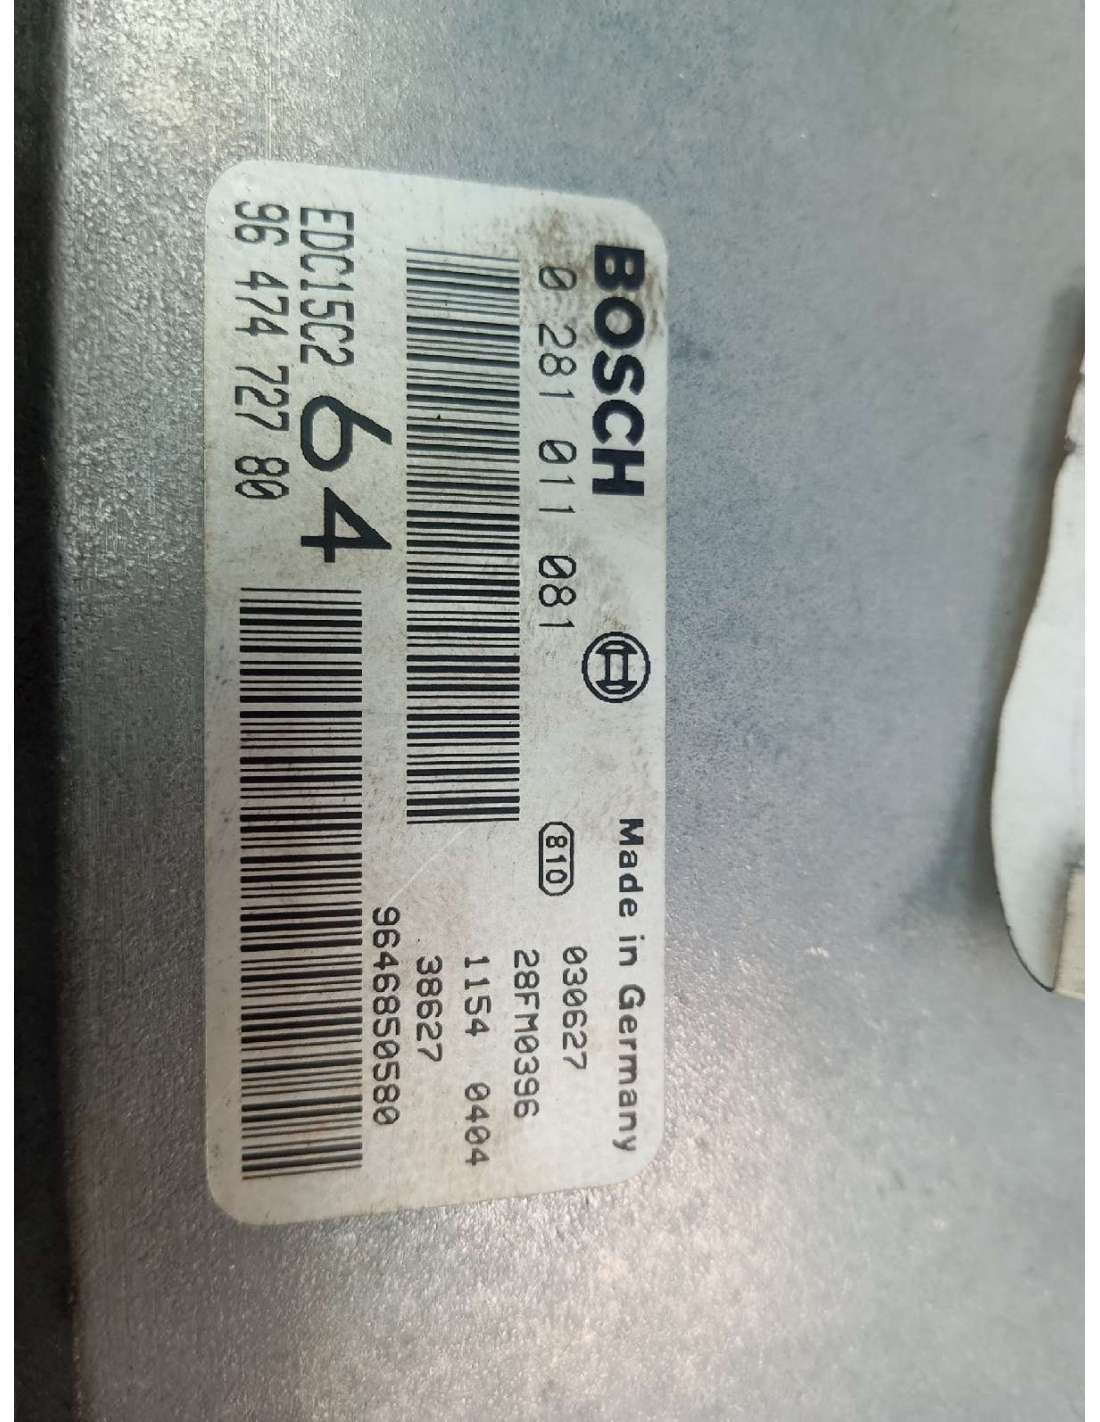 BOSCH
Made in Germany
0 281 011 081
810
030627
28FM0396
1154 0404
38627
EDC15C2 64
9646850580
96 474 727 80